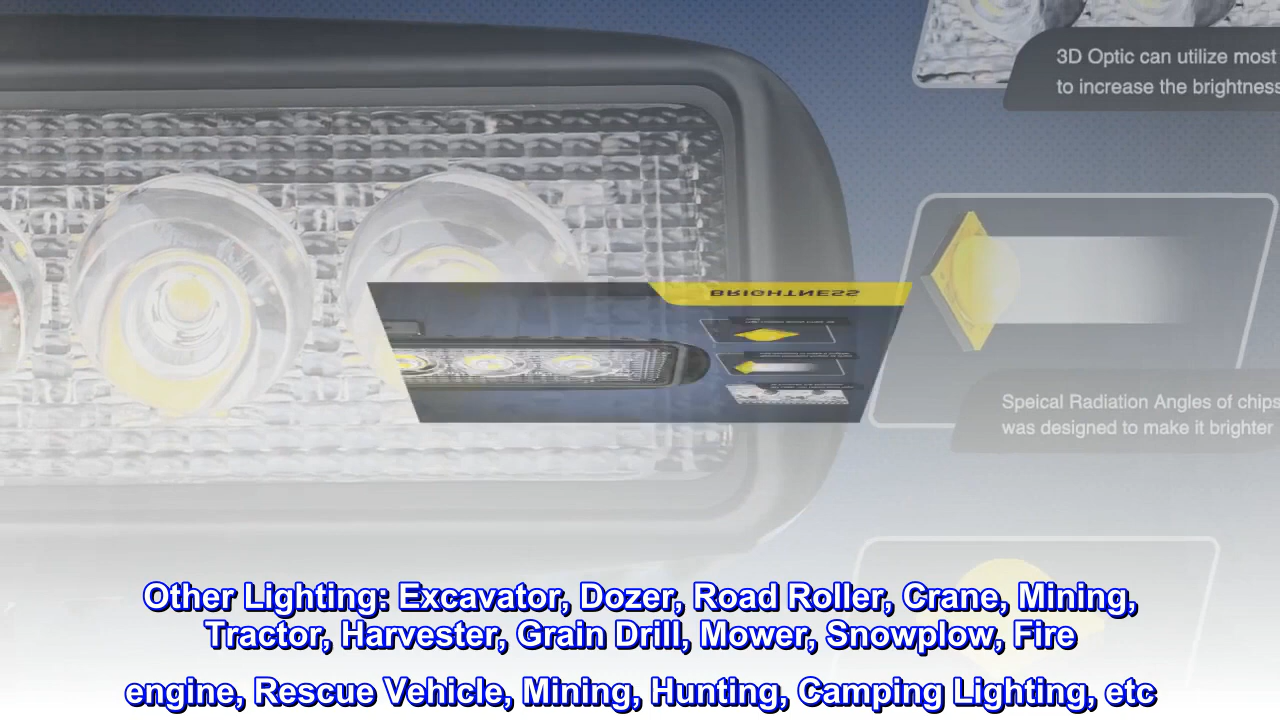 3D Optic can utilize most
to increase the brightness
BRIGHTNESS
Speical Radiation Angles of chips
was designed to make it brighter
Other Lighting: Excavator, Dozer, Road Roller, Crane, Mining,
Tractor, Harvester, Grain Drill, Mower, Snowplow, Fire
engine, Rescue Vehicle, Mining, Hunting, Camping Lighting, etc